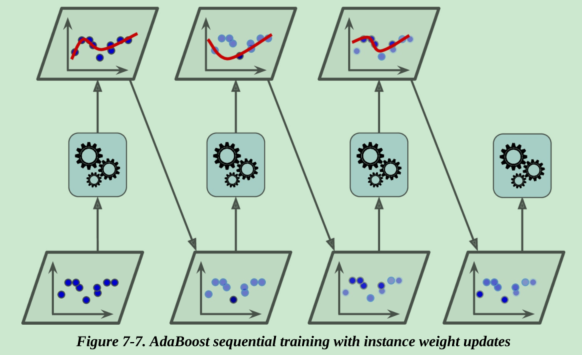 Figure 7-7. AdaBoost sequential training with instance weight updates